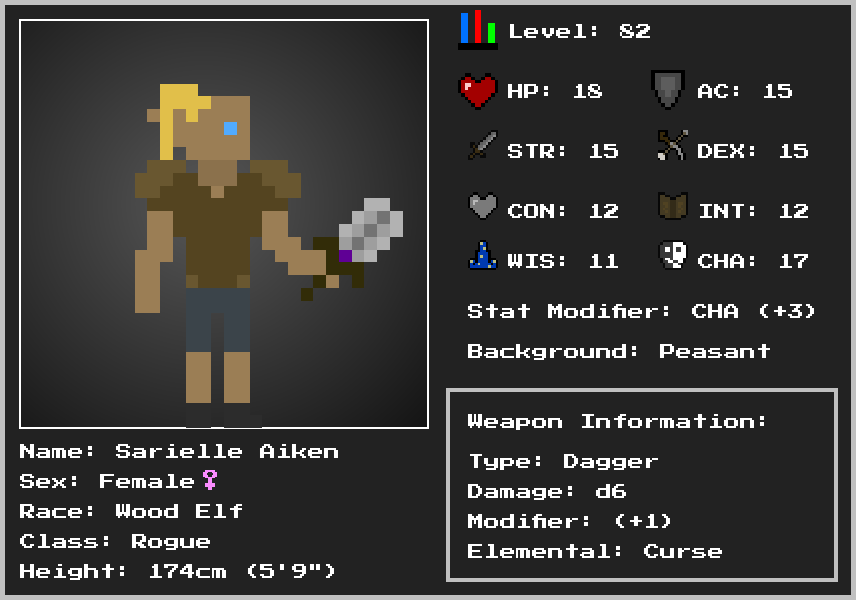 Level: 82
HP: 18
AC: 15
STR: 15
DEX: 15
CON: 12
INT: 12
WIS: 11
CHA: 17
Stat Modifier: CHA (+3)
Background: Peasant
Name: Sarielle Aiken
Sex: Female♀
Race: Wood Elf
Class: Rogue
Height: 174cm (5'9")
Weapon Information:
Type: Dagger
Damage: d6
Modifier: (+1)
Elemental: Curse